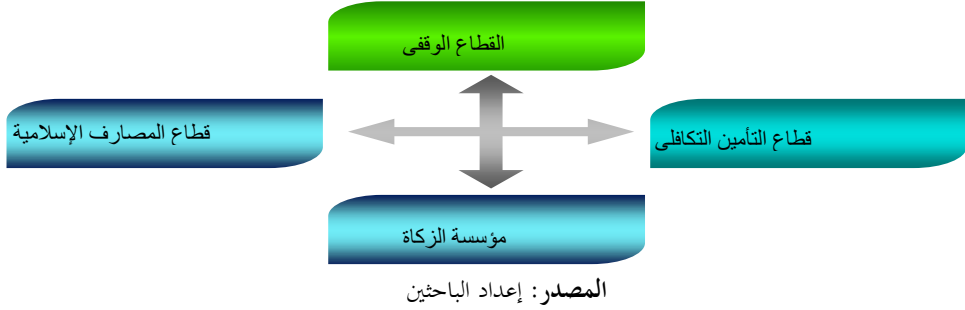 القطاع الوقفى
قطاع التأمين التكافلى
قطاع المصارف الإسلامية
مؤسسة الزكاة
المصدر: إعداد الباحثين